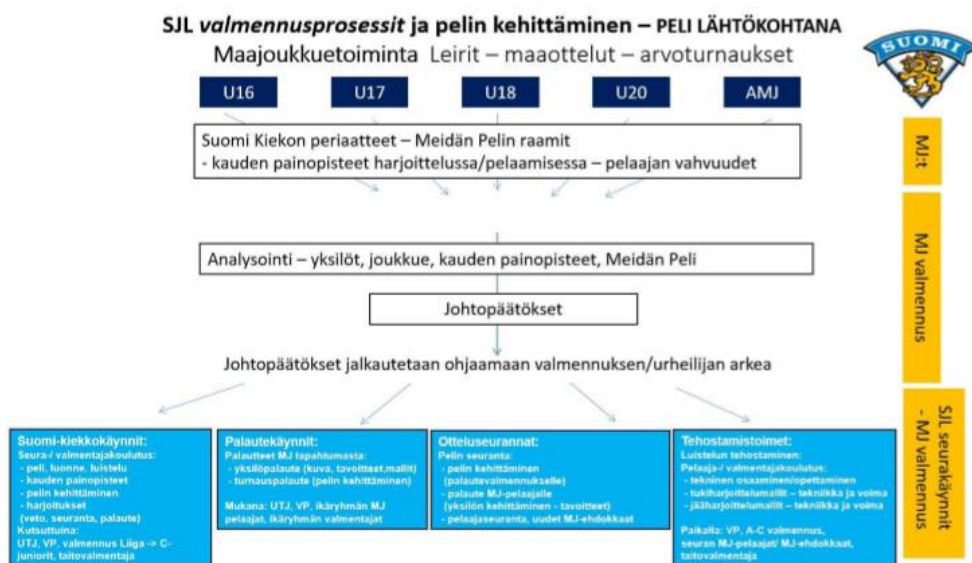 SJL valmennusprosessit ja pelin kehittäminen – PELI LÄHTÖKOHTANA
Maajoukkuetoiminta Leirit – maaottelut – arvoturnaukset
SUOMI
U16
U17
U18
U20
AMJ
Suomi Kiekon periaatteet – Meidän Pelin raamit
- kauden painopisteet harjoittelussa/pelaamisessa – pelaajan vahvuudet
MJ:t
Analysointi – yksilöt, joukkue, kauden painopisteet, Meidän Peli
Johtopäätökset
Johtopäätökset jalkautetaan ohjaamaan valmennuksen/urheilijan arkea
MJ valmennus
Suomi-kiekkokäynnit:
Seura-/ valmentajakoulutus:
- peli, luonne, luistelu
- kauden painopisteet
- pelin kehittäminen
- harjoitukset
(veto, seuranta, palaute)
Kutsuttuina:
UTJ, VP, valmennus Liiga -> C-
juniorit, taitovalmentaja
Palautekäynnit:
Palautteet MJ tapahtumasta:
- yksilöpalaute (kuva, tavoitteet,mallit)
- turnauspalaute (pelin kehittäminen)
Mukana: UTJ, VP, ikäryhmän MJ
pelaajat, ikäryhmän valmentajat
Otteluseurannat:
Pelin seuranta:
- pelin kehittäminen
(palautevalmennukselle)
- palaute MJ-pelaajalle
(yksilön kehittäminen - tavoitteet)
- pelaajaseuranta, uudet MJ-ehdokkaat
Tehostamistoimet:
Luistelun tehostaminen:
Pelaaja-/ valmentajakoulutus:
- tekninen osaaminen/opettaminen
- tukiharjoittelumallit – tekniikka ja voima
- jääharjoittelumallit – tekniikka ja voima
Paikalla: VP, A-C valmennus,
seuran MJ-pelaajat/ MJ-ehdokkaat,
taitovalmentaja
SJL seurakäynnit
- MJ valmennus